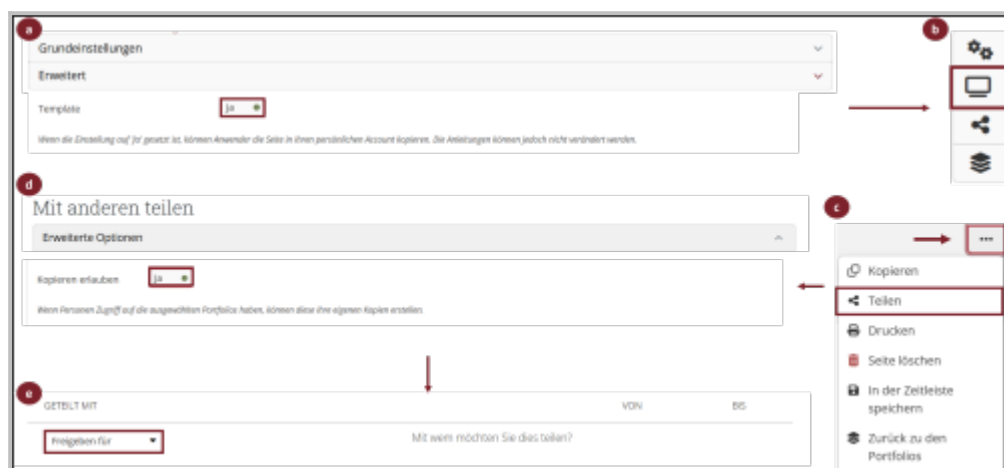 a
Grundeinstellungen
Erweitert
Template Ja
Wenn die Einstellung auf 'Ja' gesetzt ist, können Anwender die Seite in ihren persönlichen Account kopieren. Die Anleitungen können jedoch nicht verändert werden.
b
d
Mit anderen teilen
Erweiterte Optionen
Kopieren erlauben Ja
Wenn Personen Zugriff auf die ausgewählten Portfolios haben, können diese ihre eigenen Kopien erstellen.
c
Kopieren
Teilen
Drucken
Seite löschen
In der Zeitleiste
speichern
Zurück zu den
Portfolios
e
GETEILT MIT VON BIS
Freigeben für Mit wem möchten Sie dies teilen?